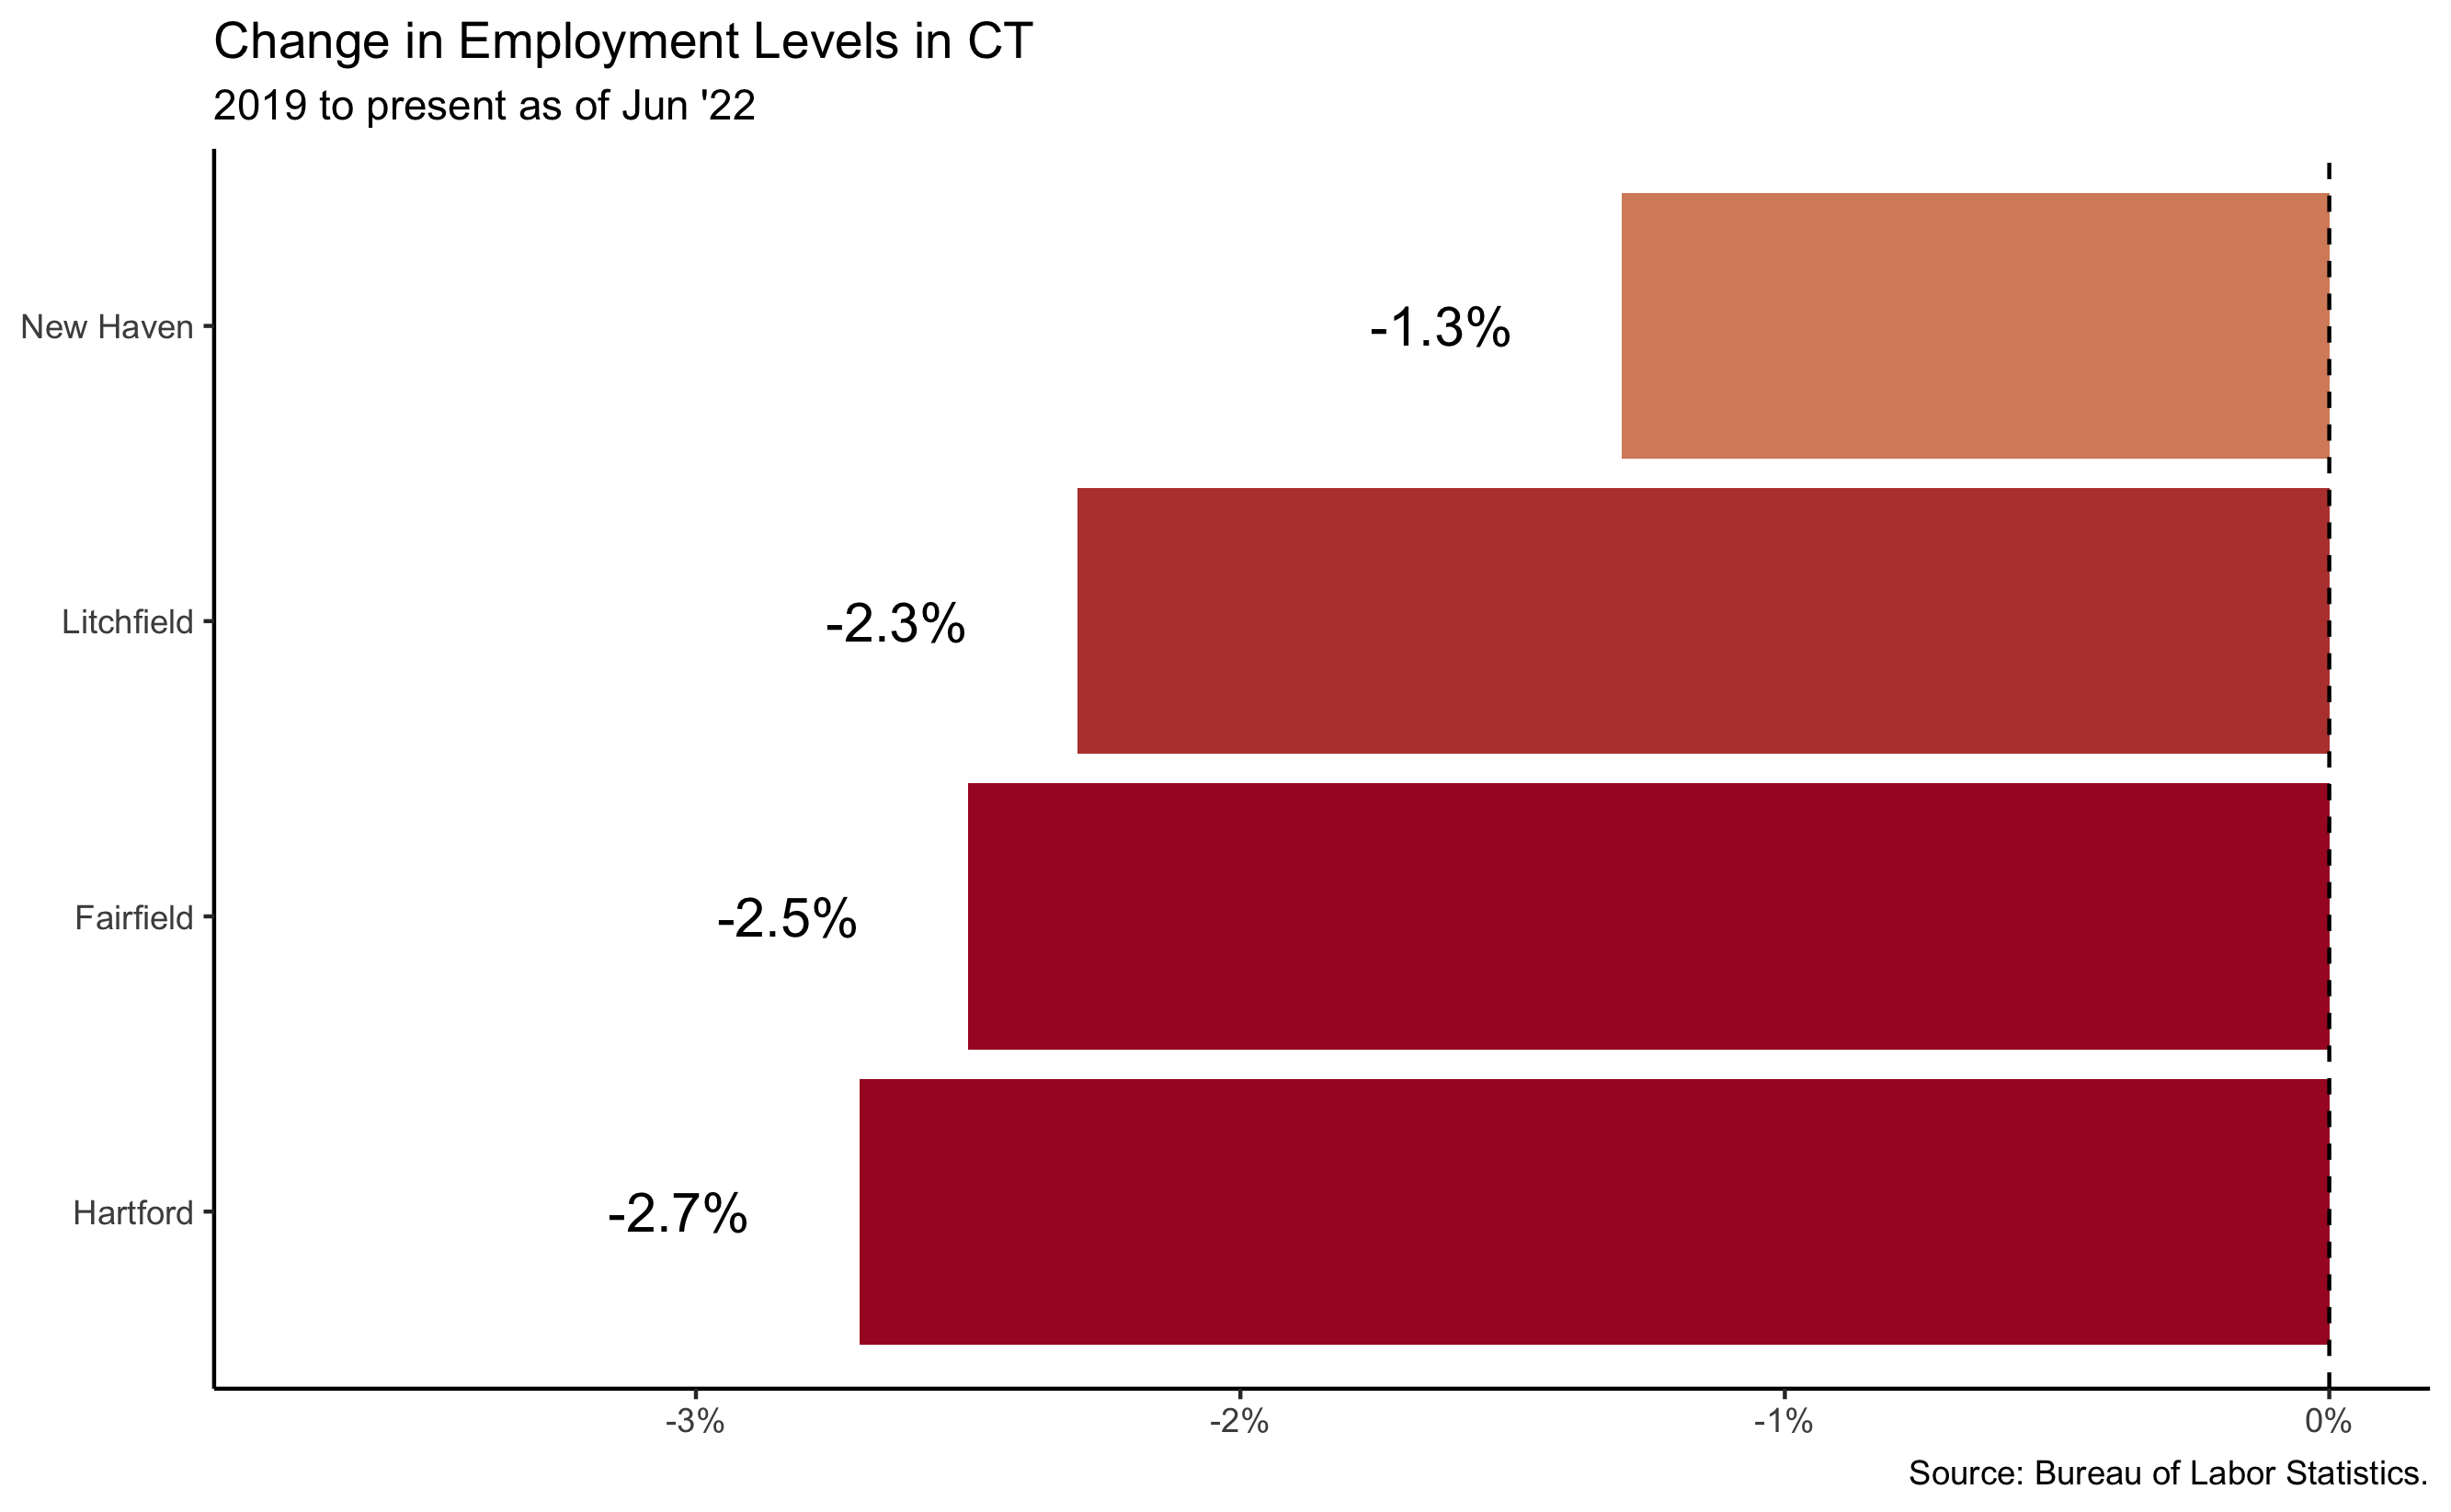 Change in Employment Levels in CT
2019 to present as of Jun '22
New Haven
-1.3%
Litchfield
-2.3%
Fairfield
-2.5%
Hartford
-2.7%
-3% -2% -1% 0%
Source: Bureau of Labor Statistics.